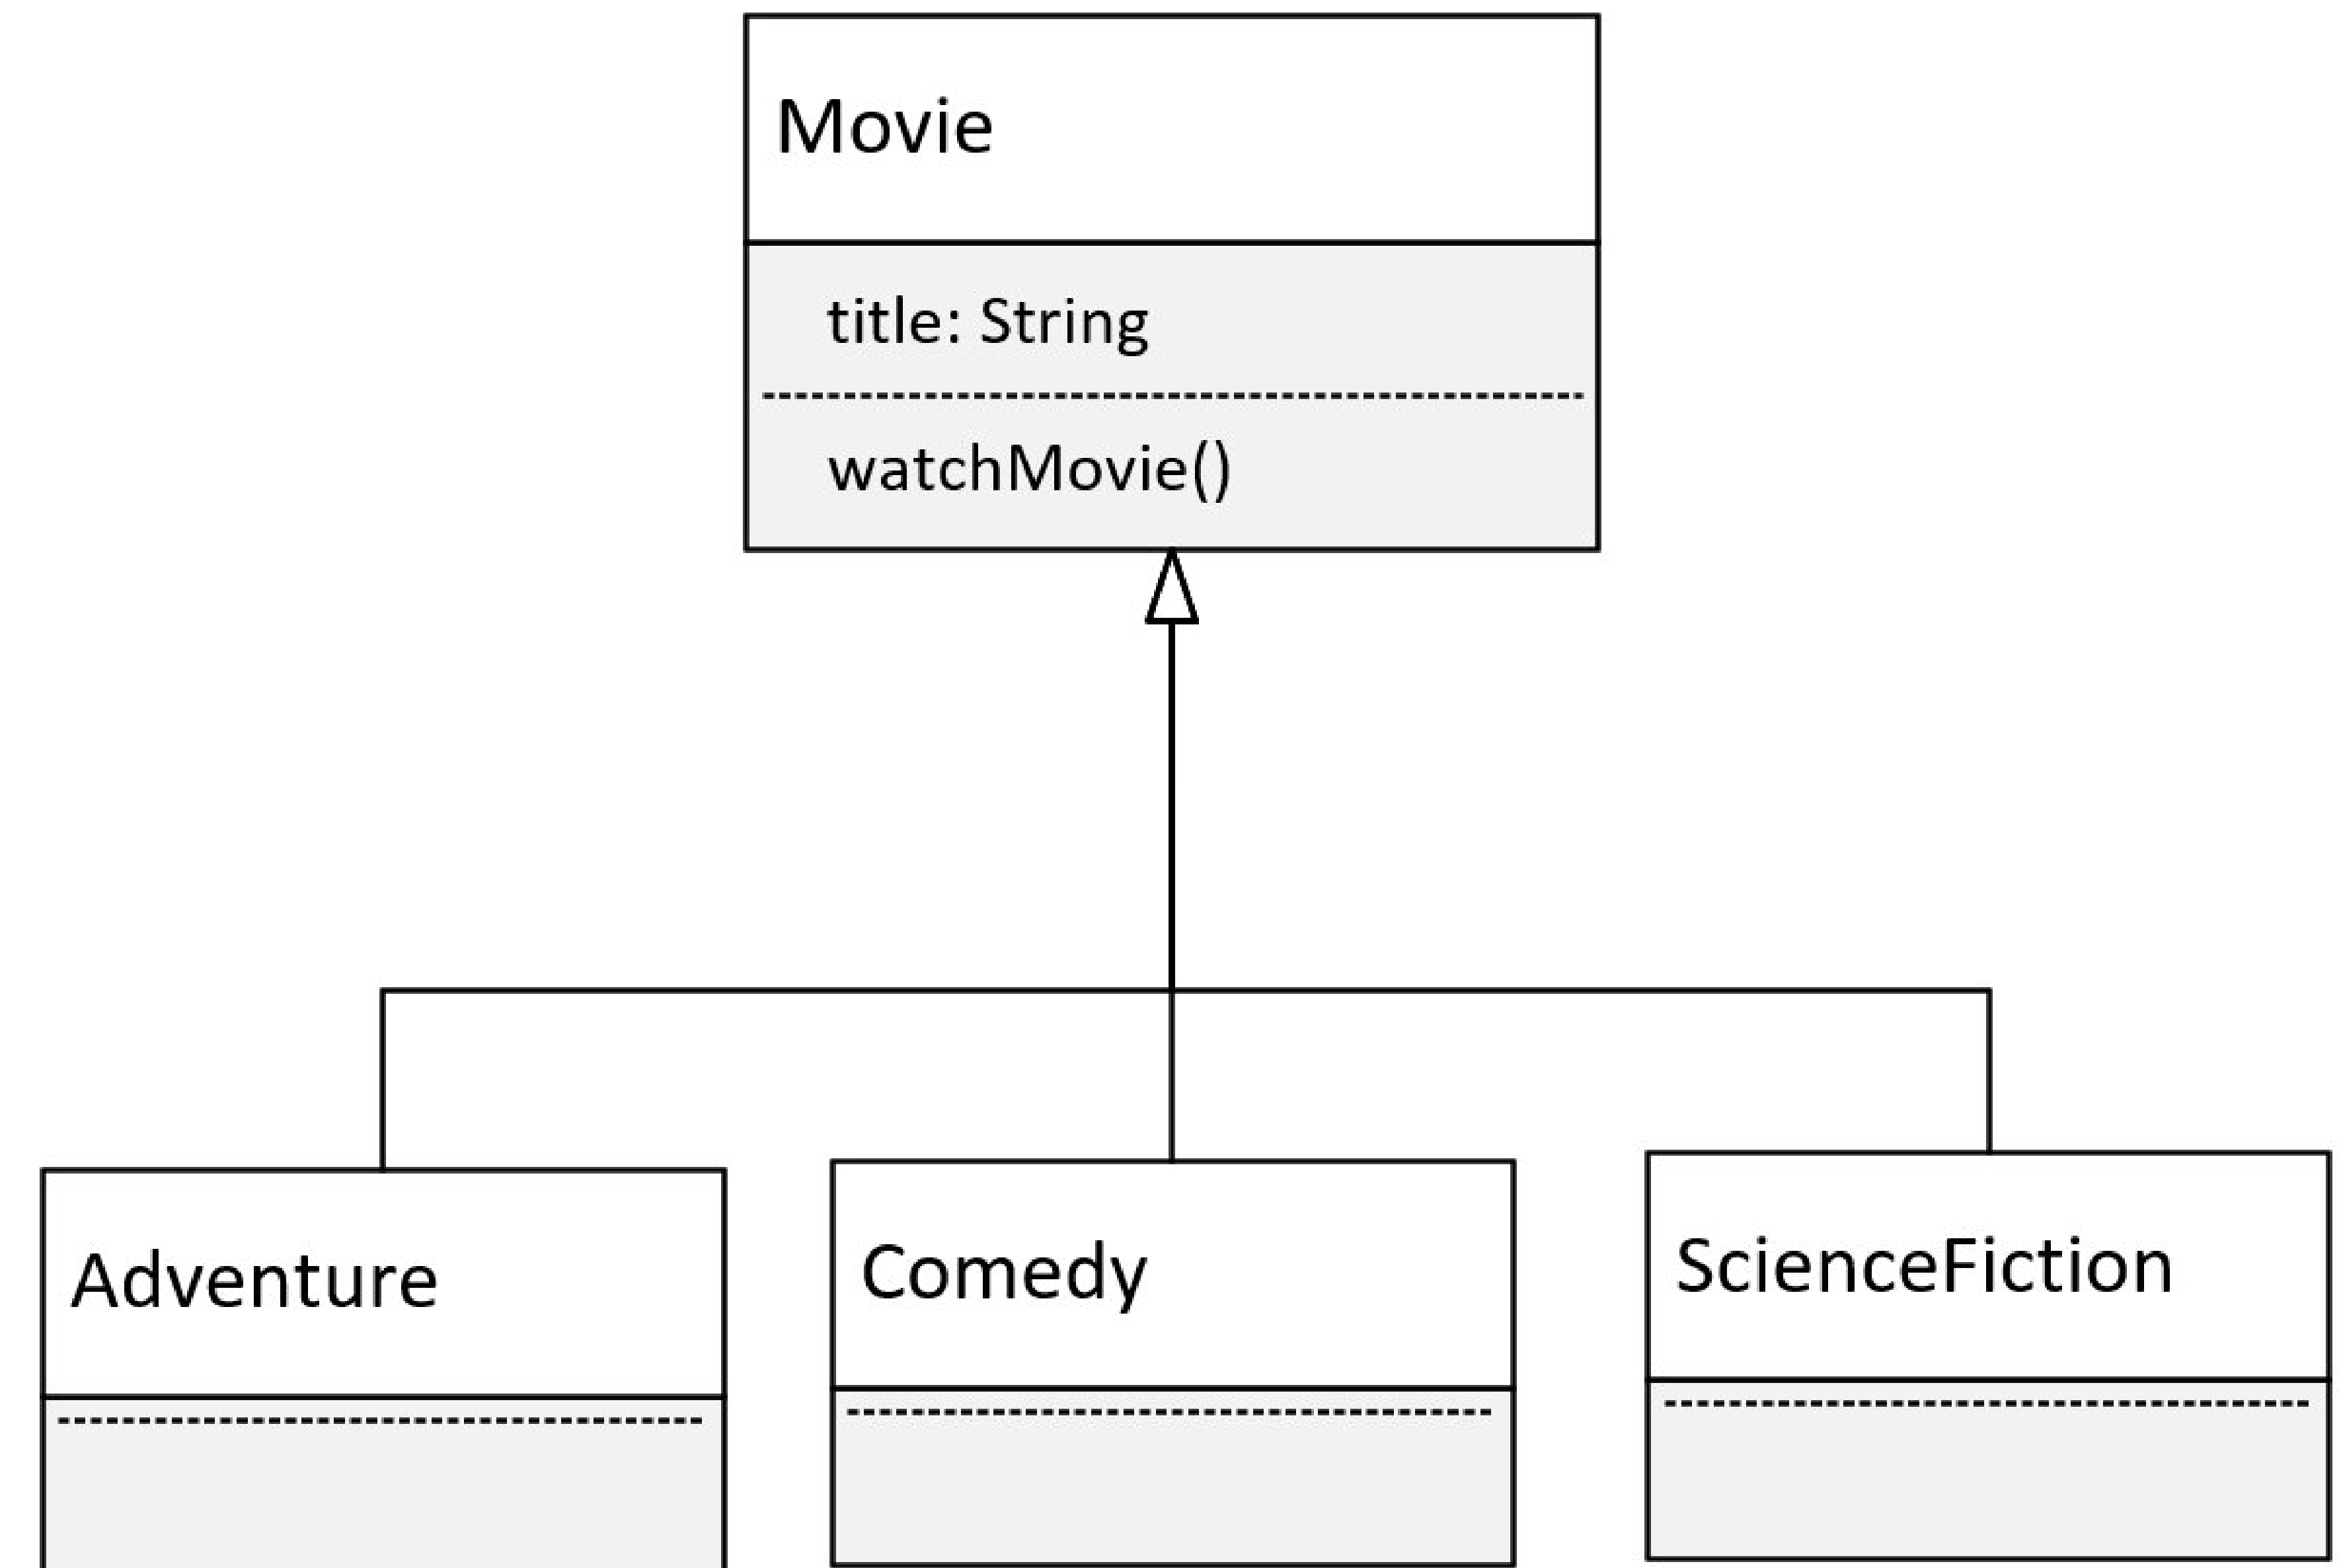 Movie
title: String
watchMovie()
Adventure
Comedy
ScienceFiction